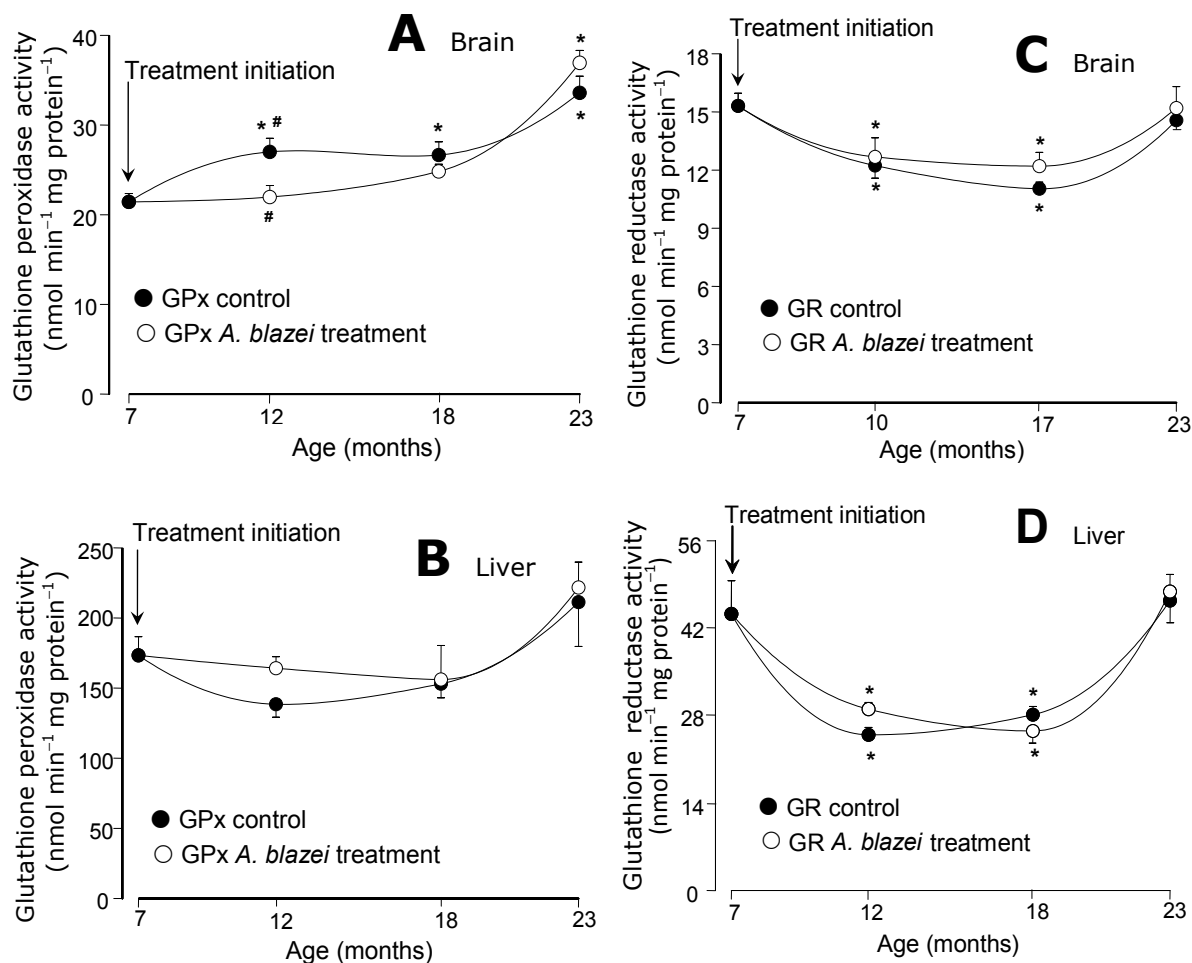 Glutathione peroxidase activity
(nmol min⁻¹ mg protein⁻¹)
40
30
20
10
0
A Brain
Treatment initiation
* #
#
*
*
*
GPx control
GPx A. blazei treatment
7 12 18 23
Age (months)
Glutathione reductase activity
(nmol min⁻¹ mg protein⁻¹)
18
15
12
9
6
3
0
C Brain
Treatment initiation
*
*
*
*
GR control
GR A. blazei treatment
7 10 17 23
Age (months)
Glutathione peroxidase activity
(nmol min⁻¹ mg protein⁻¹)
250
200
150
100
50
0
B Liver
Treatment initiation
GPx control
GPx A. blazei treatment
7 12 18 23
Age (months)
Glutathione reductase activity
(nmol min⁻¹ mg protein⁻¹)
56
42
28
14
0
D Liver
Treatment initiation
*
*
*
*
GR control
GR A. blazei treatment
7 12 18 23
Age (months)